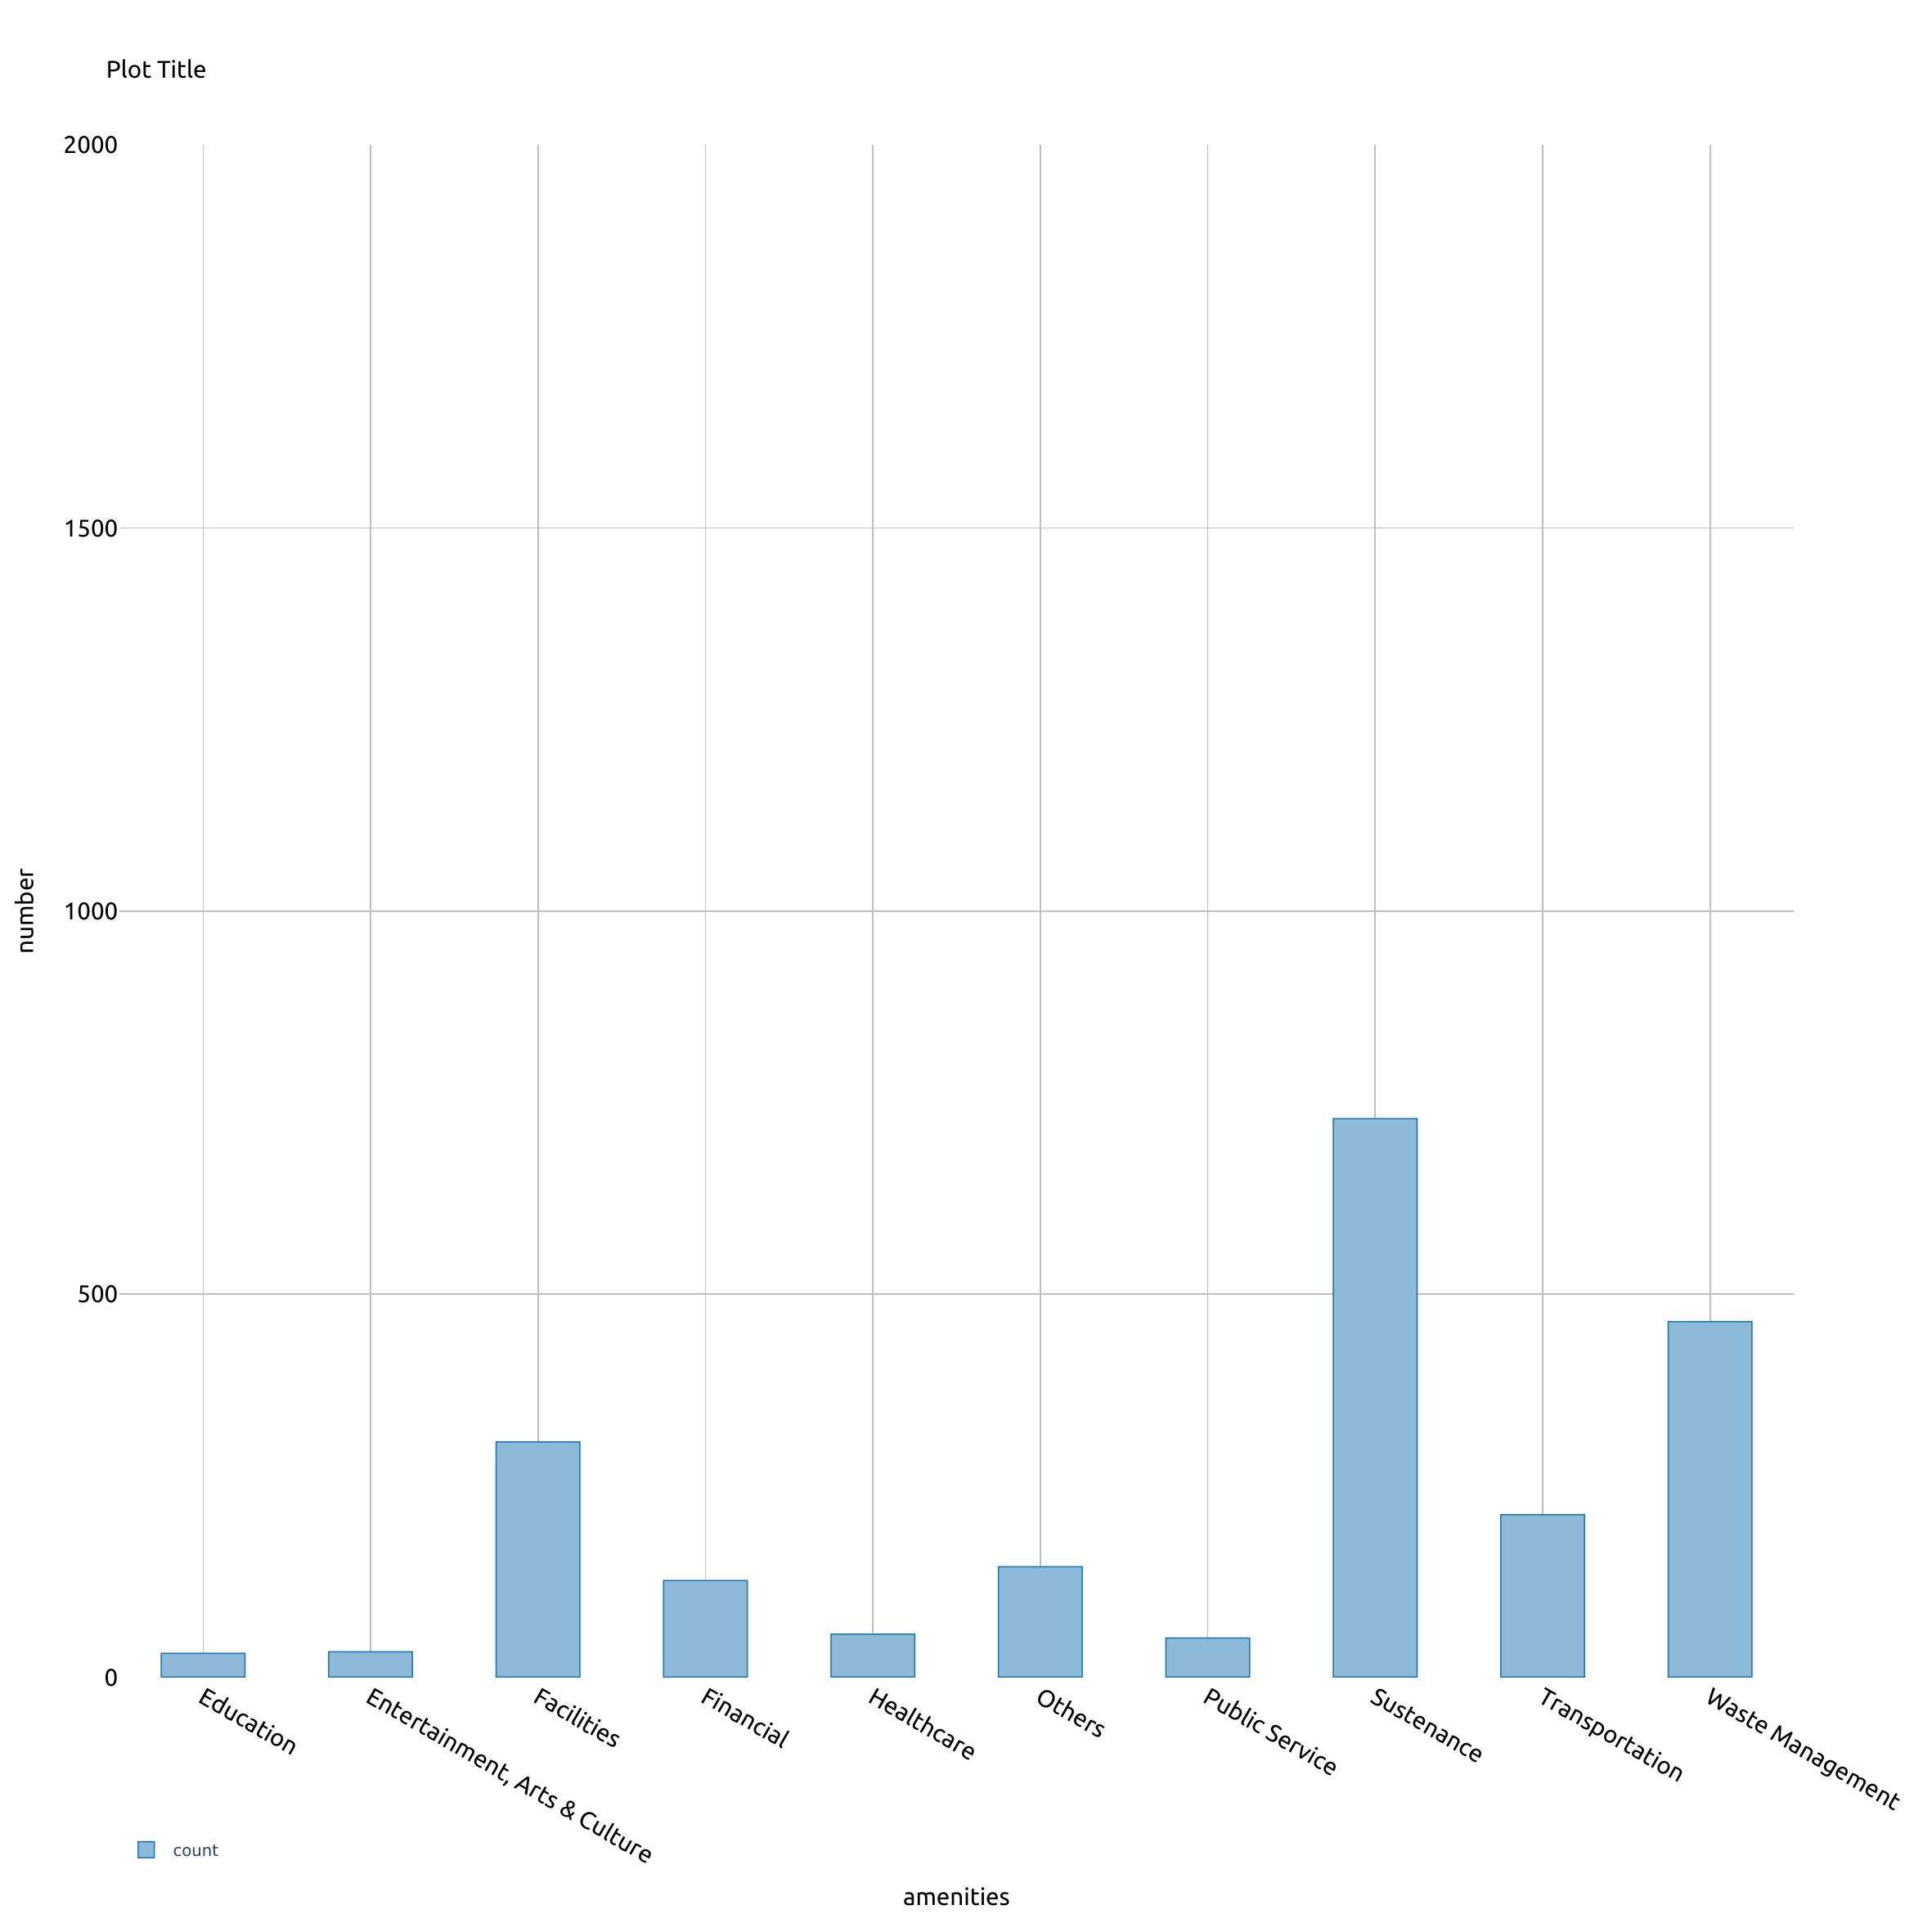 Plot Title
2000
1500
1000
500
0
number
Education
Entertainment, Arts & Culture
Facilities
Financial
Healthcare
Others
Public Service
Sustenance
Transportation
Waste Management
count
amenities